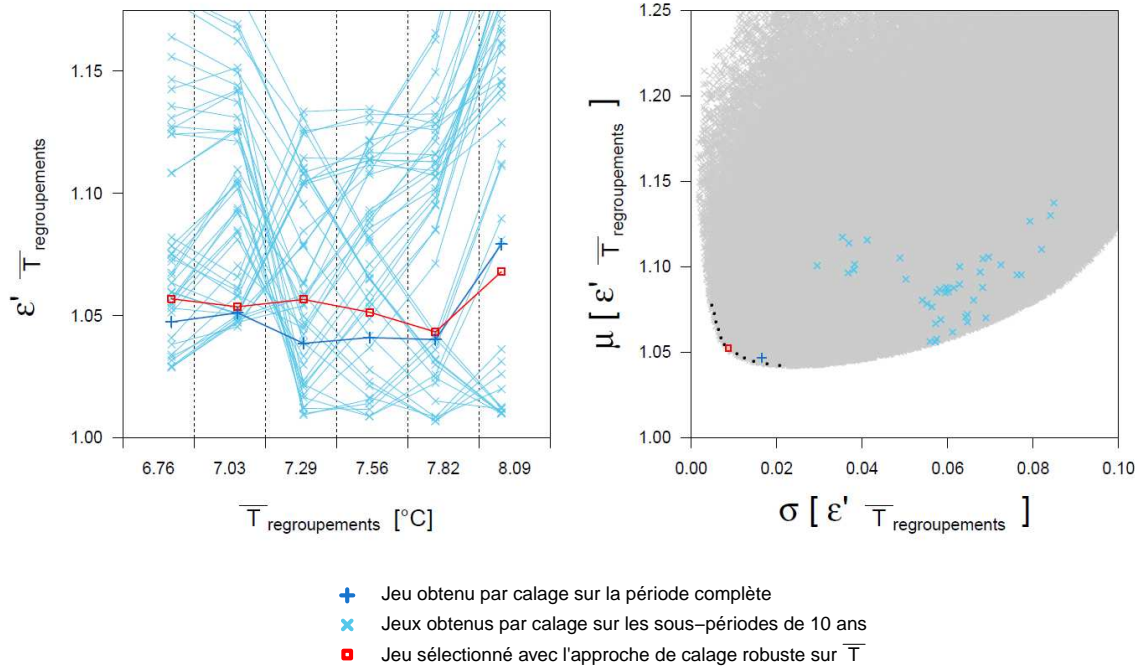 1.15
1.10
1.05
1.00
ε' T̅ regroupements
6.76 7.03 7.29 7.56 7.82 8.09
T̅ regroupements [°C]
1.25
1.20
1.15
1.10
1.05
1.00
μ [ ε' T̅ regroupements ]
0.00 0.02 0.04 0.06 0.08 0.10
σ [ ε' T̅ regroupements ]
Jeu obtenu par calage sur la période complète
Jeux obtenus par calage sur les sous−périodes de 10 ans
Jeu sélectionné avec l'approche de calage robuste sur T̅